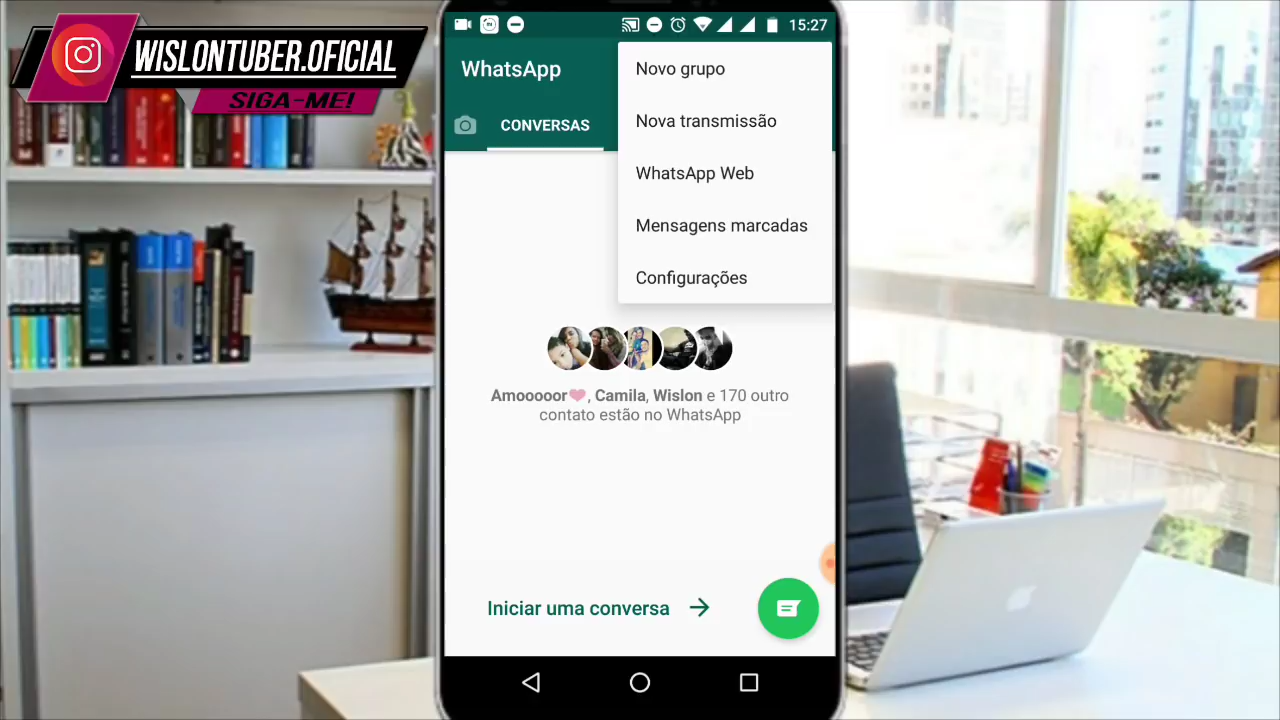 WISLONTUBER.OFICIAL
SIGA-ME!
15:27
WhatsApp
CONVERSAS
Novo grupo
Nova transmissão
WhatsApp Web
Mensagens marcadas
Configurações
Amooooor❤, Camila, Wislon e 170 outro
contato estão no WhatsApp
Iniciar uma conversa →